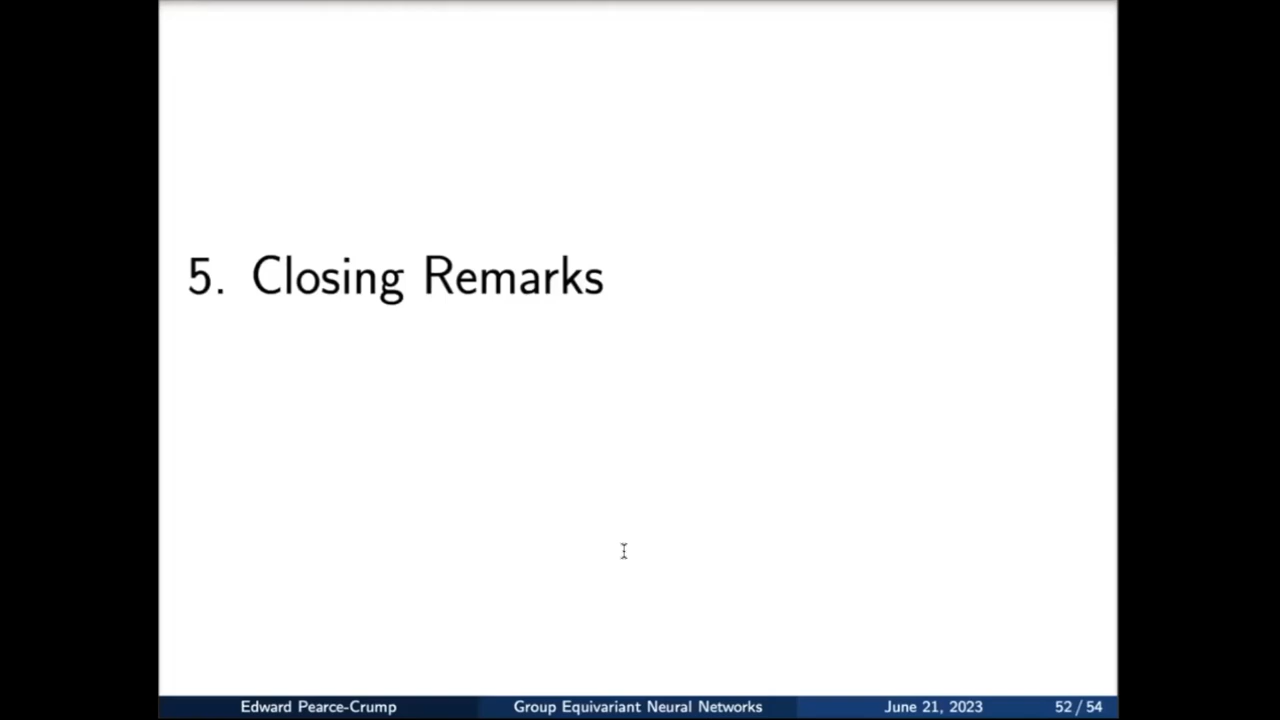 5. Closing Remarks
Edward Pearce-Crump Group Equivariant Neural Networks June 21, 2023 52 / 54